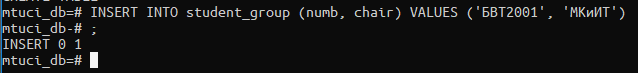 mtuci_db=# INSERT INTO student_group (numb, chair) VALUES ('БВТ2001', 'МКиИТ')
mtuci_db-# ;
INSERT 0 1
mtuci_db=#